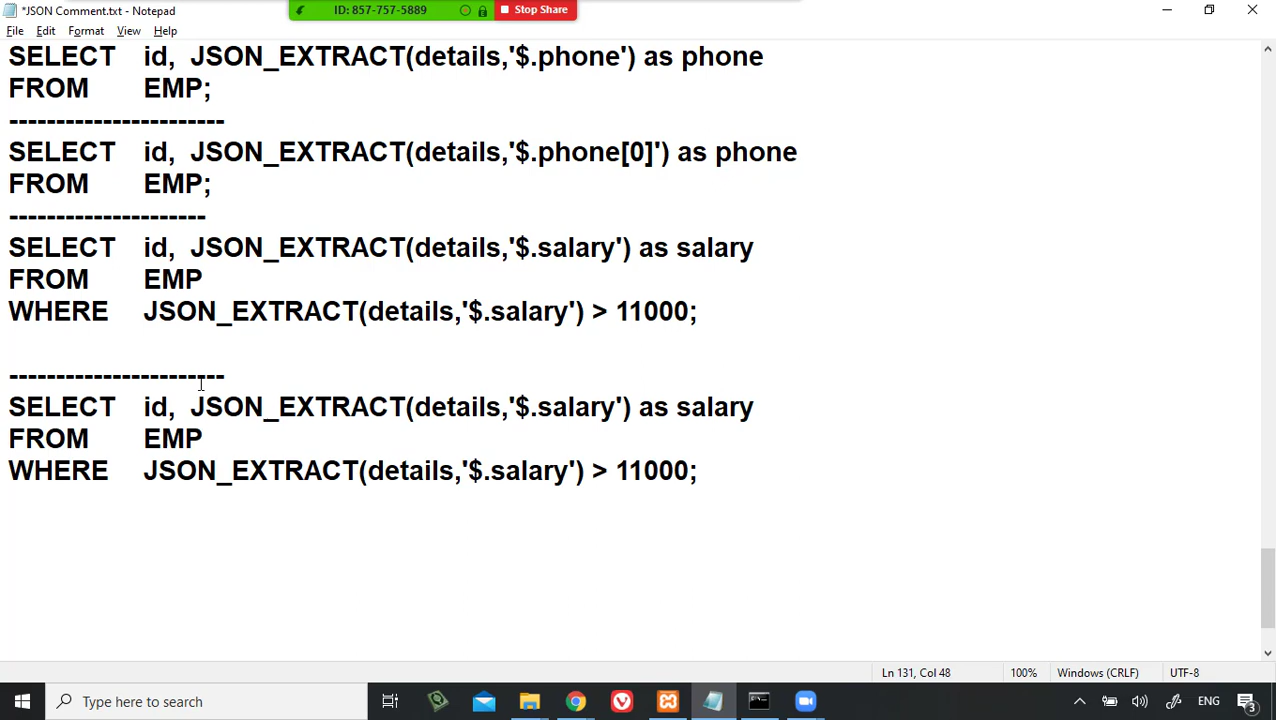 *JSON Comment.txt - Notepad
ID: 857-757-5889
Stop Share
File Edit Format View Help
SELECT id, JSON_EXTRACT(details,'$.phone') as phone
FROM EMP;
-----------------------
SELECT id, JSON_EXTRACT(details,'$.phone[0]') as phone
FROM EMP;
---------------------
SELECT id, JSON_EXTRACT(details,'$.salary') as salary
FROM EMP
WHERE JSON_EXTRACT(details,'$.salary') > 11000;
-----------------------
SELECT id, JSON_EXTRACT(details,'$.salary') as salary
FROM EMP
WHERE JSON_EXTRACT(details,'$.salary') > 11000;
Ln 131, Col 48 100% Windows (CRLF) UTF-8
Type here to search
ENG
3